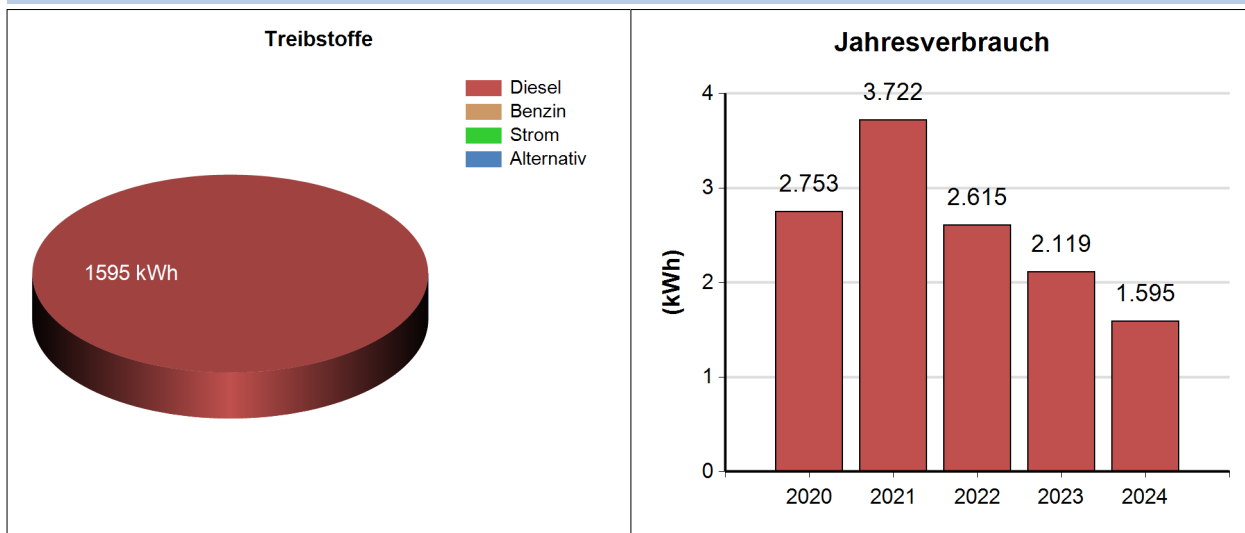 Treibstoffe
Diesel
Benzin
Strom
Alternativ
1595 kWh
Jahresverbrauch
(kWh)
4
3
2
1
0
2.753
3.722
2.615
2.119
1.595
2020
2021
2022
2023
2024